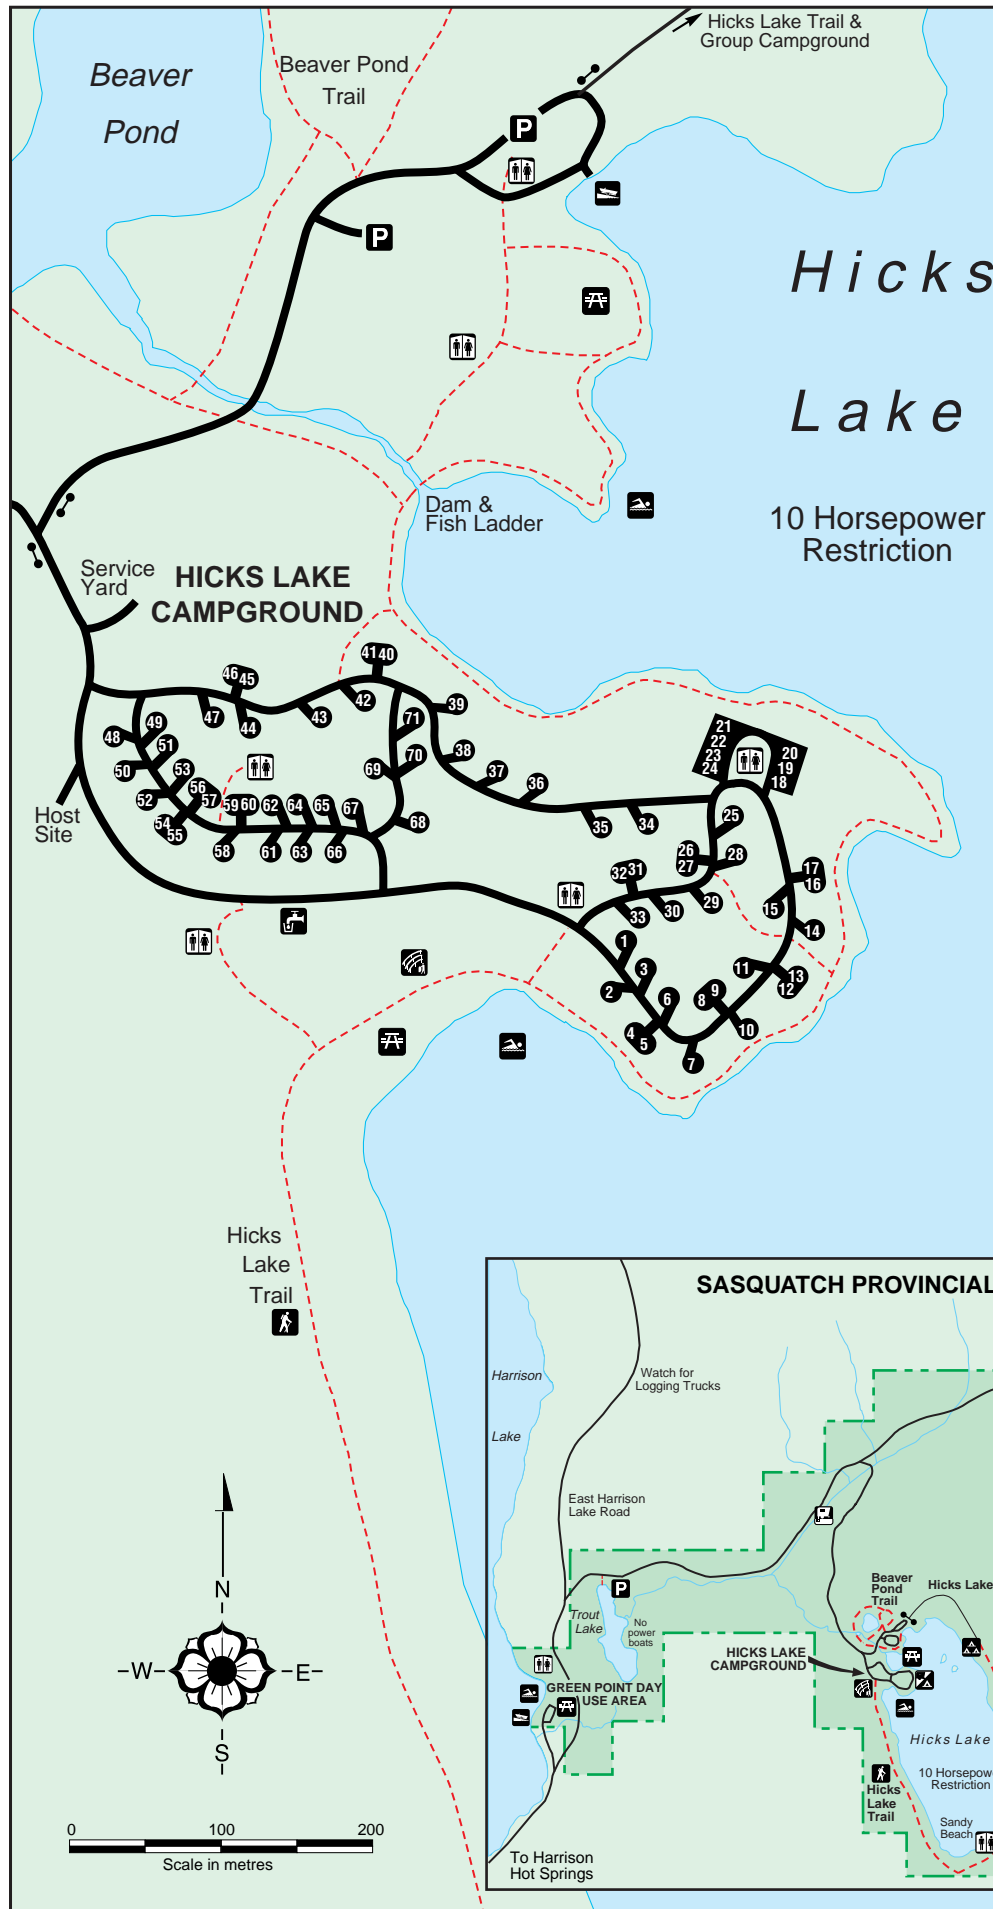 Hicks Lake Trail &
Group Campground
Beaver
Pond
Beaver Pond
Trail
P
P
Hicks
Lake
10 Horsepower
Restriction
Dam &
Fish Ladder
Service
Yard
HICKS LAKE
CAMPGROUND
Host
Site
41 40
46 45
47
44
43
42
39
71
38
70
69
37
36
35
34
68
48
49
51
50
53
52
56
57
54
55
59 60
62
64
65
67
58
61
63
66
21
22
23
24
20
19
18
25
26
27
28
32 31
33
30
29
17
16
15
14
13
12
11
1
3
2
6
4
5
9
8
10
7
Hicks
Lake
Trail
N
W
E
S
0 100 200
Scale in metres
SASQUATCH PROVINCIAL
Harrison
Lake
Watch for
Logging Trucks
East Harrison
Lake Road
P
Trout
Lake
No
power
boats
Beaver
Pond
Trail
Hicks Lake
HICKS LAKE
CAMPGROUND
GREEN POINT DAY
USE AREA
Hicks Lake
10 Horsepow
Restriction
Hicks
Lake
Trail
Sandy
Beach
To Harrison
Hot Springs